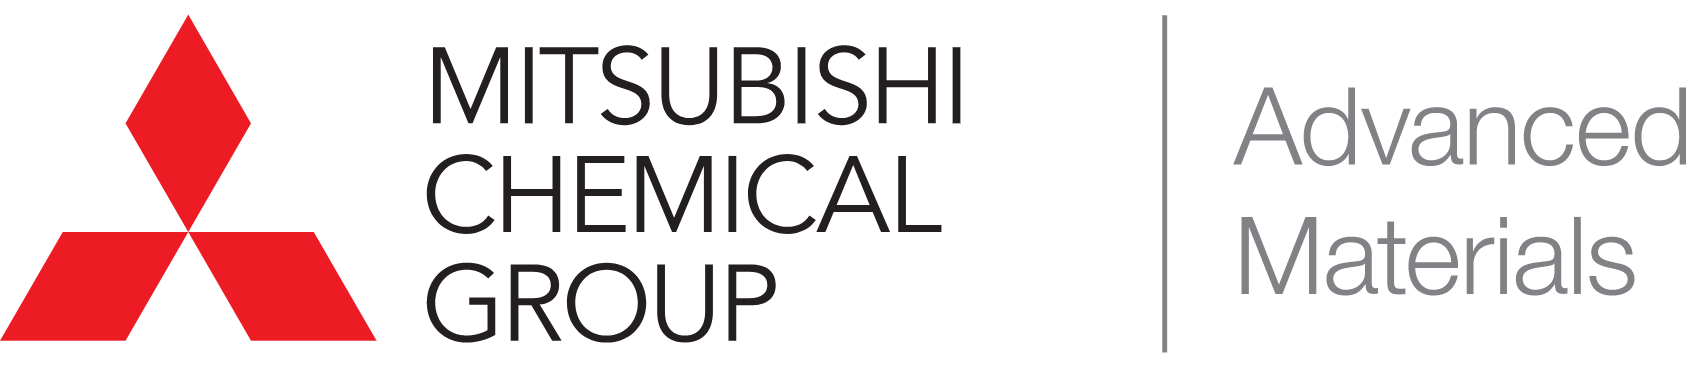 MITSUBISHI
CHEMICAL
GROUP
Advanced
Materials